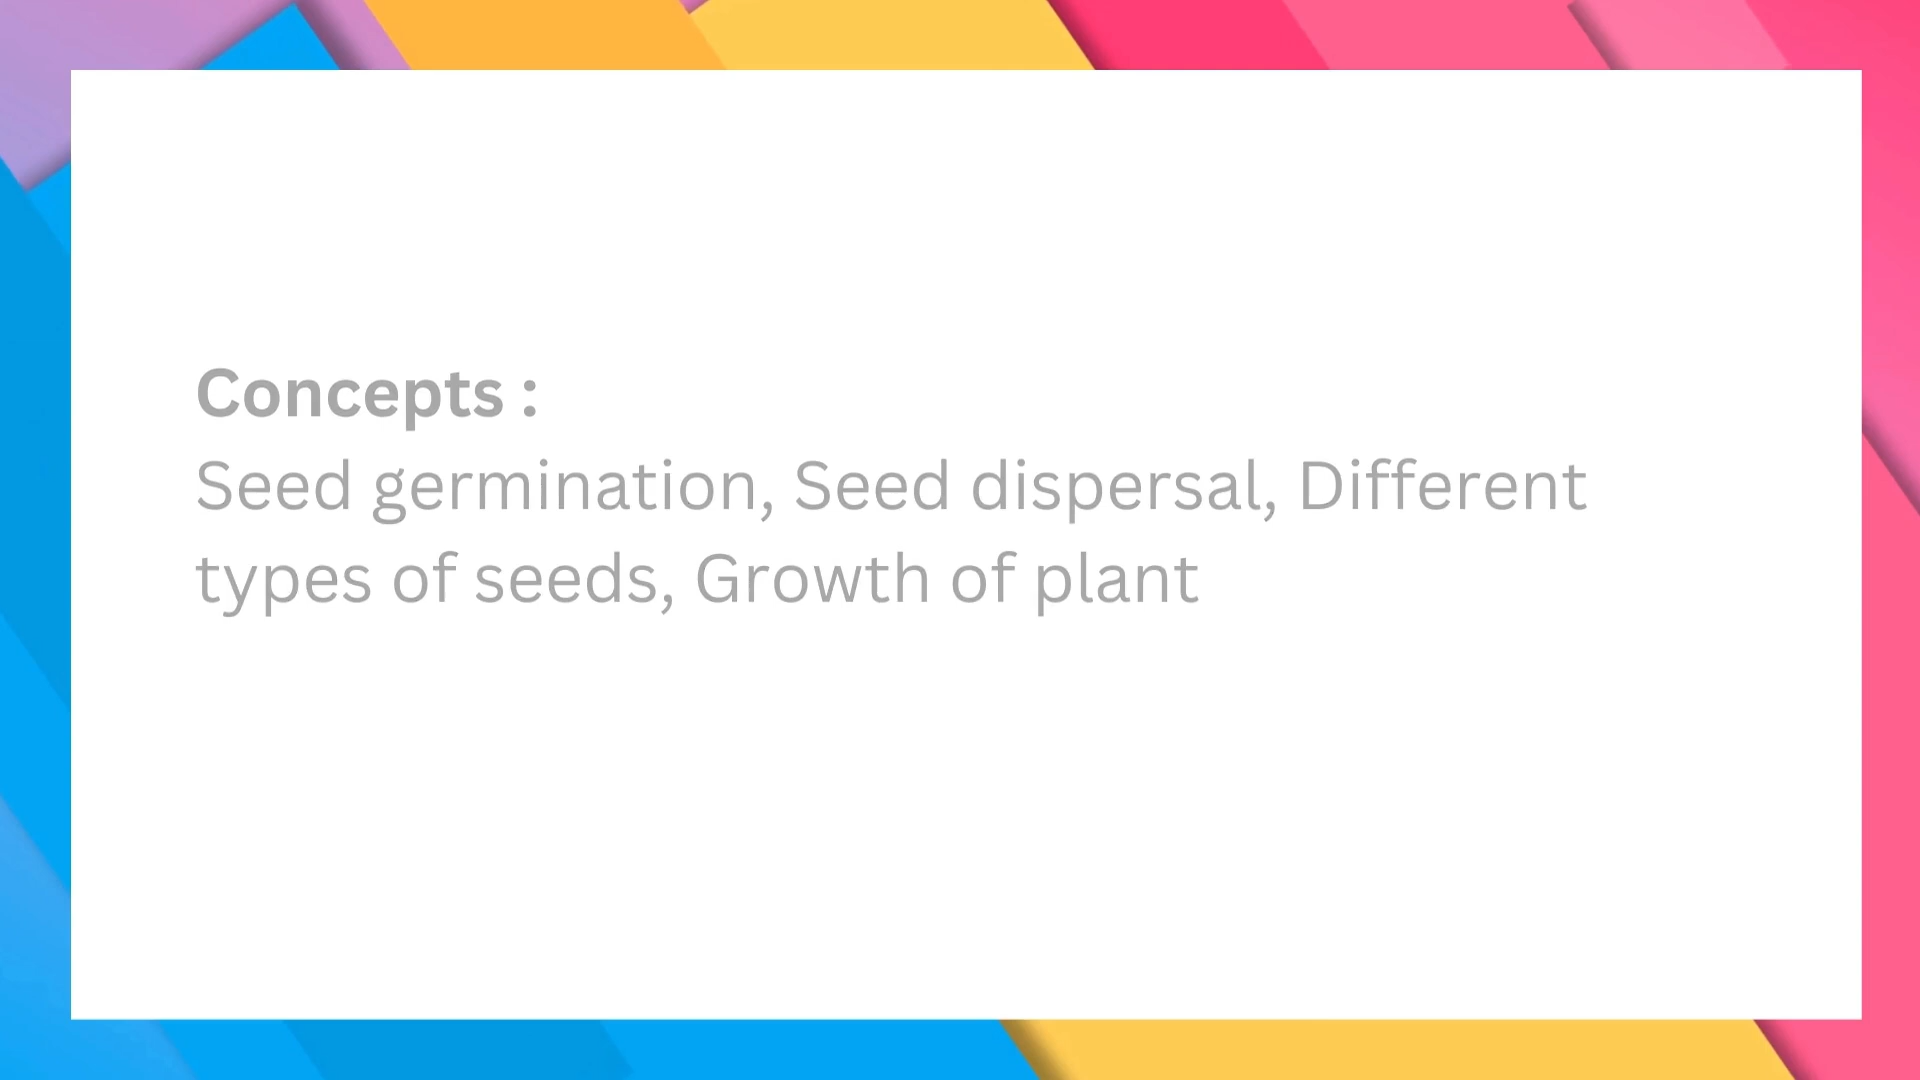 Concepts :
Seed germination, Seed dispersal, Different
types of seeds, Growth of plant